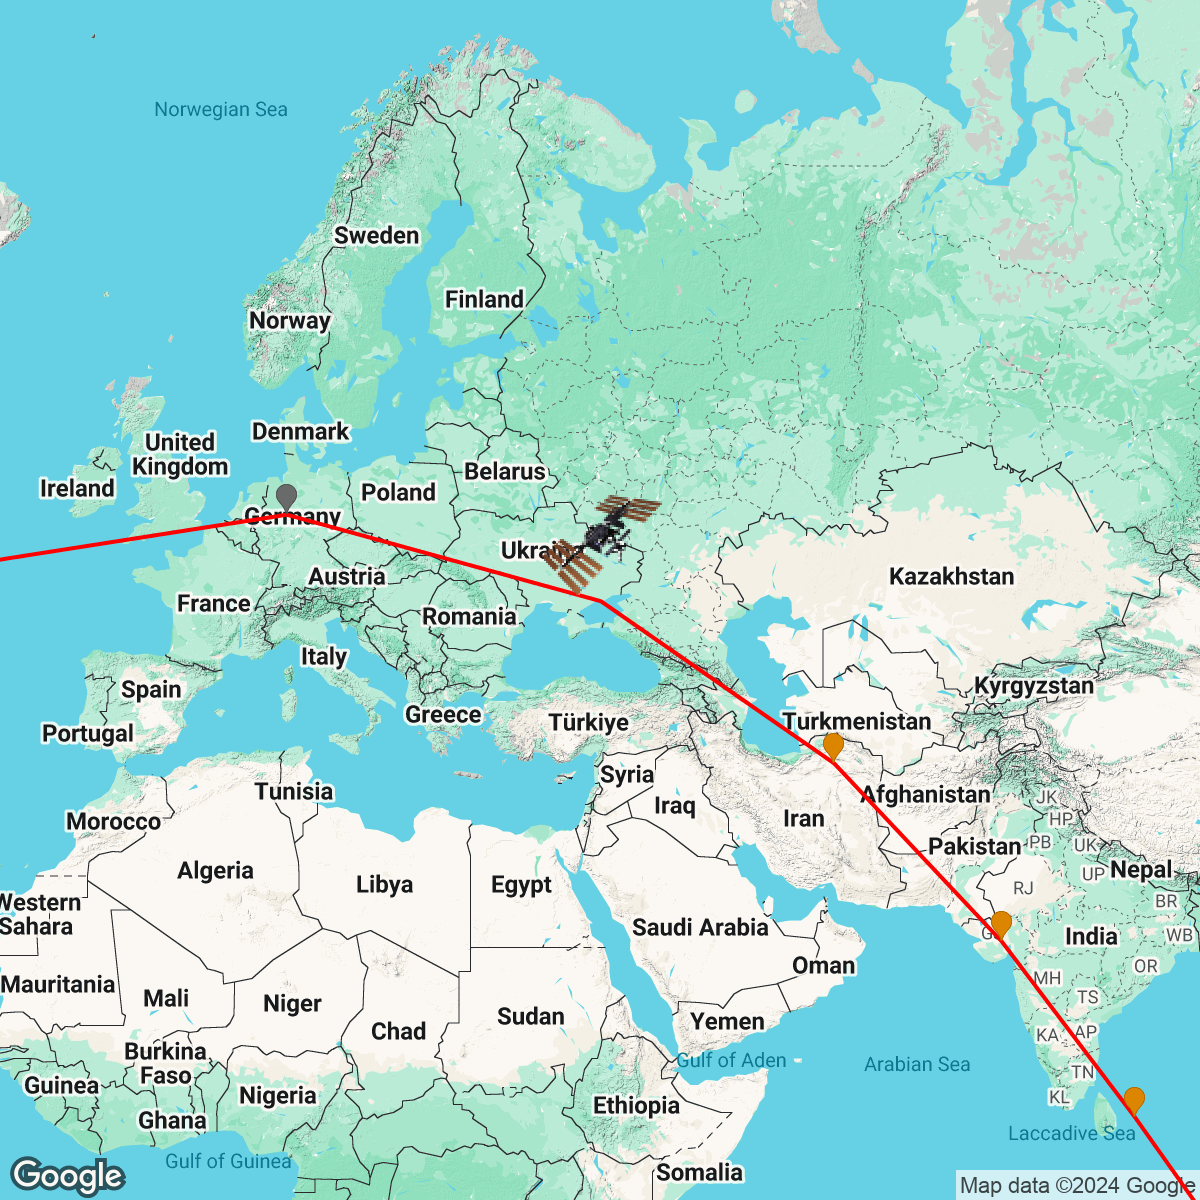 Norwegian Sea
Sweden
Finland
Norway
Denmark
United
Kingdom
Ireland
Belarus
Poland
Germany
Kazakhstan
Austria
France
Romania
Italy
Kyrgyzstan
Spain
Greece
Türkiye
Turkmenistan
Portugal
Syria
Tunisia
Afghanistan
JK
Iraq
HP
Morocco
Iran
Pakistan
PB
UK
Algeria
Nepal
UP
Libya
Egypt
RJ
Western
Sahara
BR
Saudi Arabia
India
WB
Oman
OR
Mauritania
MH
Mali
Niger
TS
Sudan
Yemen
Chad
KA
AP
Burkina
Faso
Gulf of Aden
Arabian Sea
TN
Guinea
Nigeria
KL
Ethiopia
Ghana
Laccadive Sea
Gulf of Guinea
Somalia
Google
Map data ©2024 Google